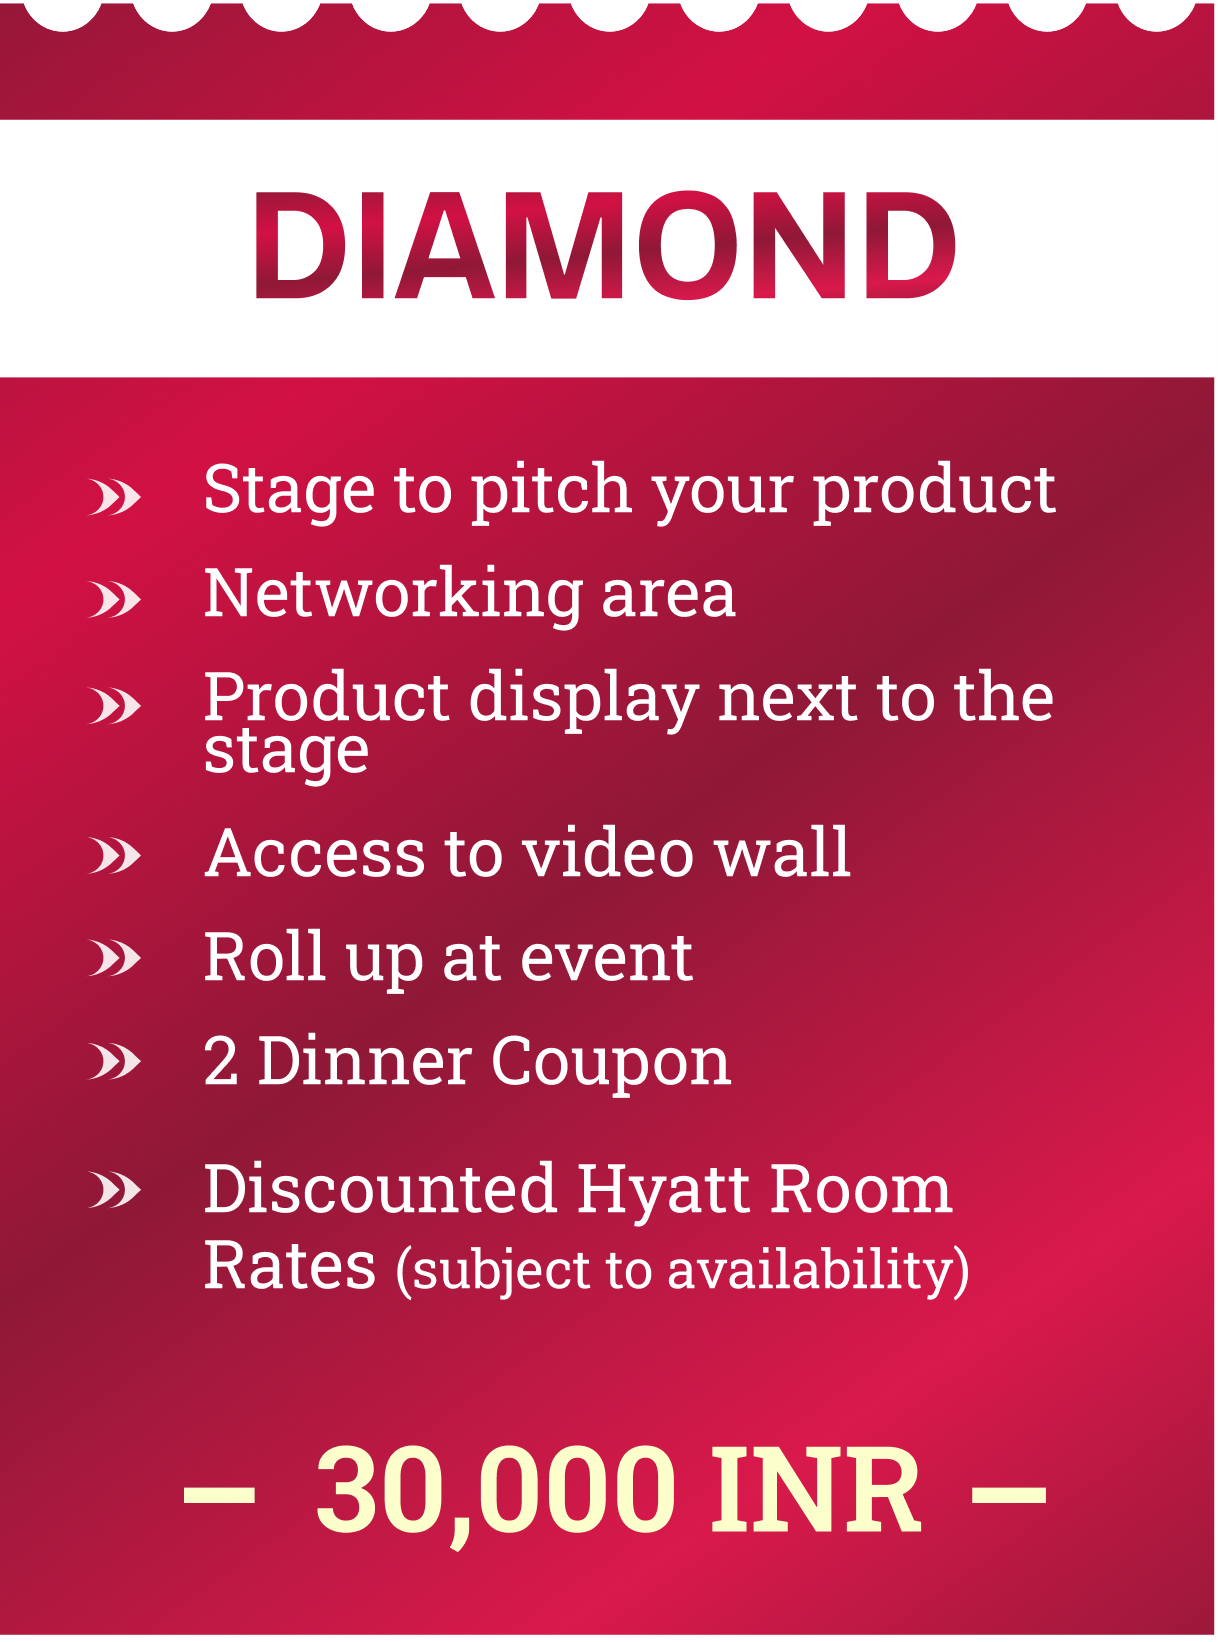 DIAMOND
Stage to pitch your product
Networking area
Product display next to the
stage
Access to video wall
Roll up at event
2 Dinner Coupon
Discounted Hyatt Room
Rates (subject to availability)
– 30,000 INR –